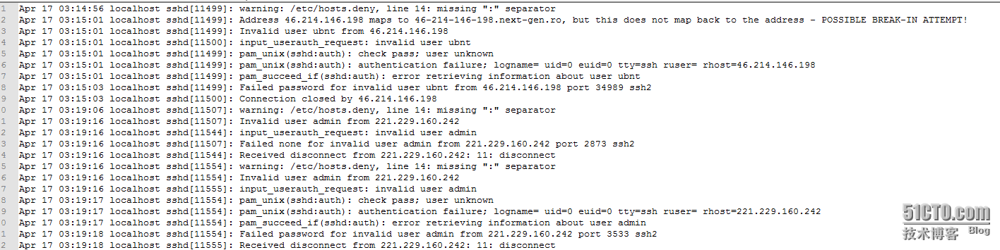 1 Apr 17 03:14:56 localhost sshd[11499]: warning: /etc/hosts.deny, line 14: missing ":" separator
2 Apr 17 03:15:01 localhost sshd[11499]: Address 46.214.146.198 maps to 46-214-146-198.next-gen.ro, but this does not map back to the address - POSSIBLE BREAK-IN ATTEMPT!
3 Apr 17 03:15:01 localhost sshd[11499]: Invalid user ubnt from 46.214.146.198
4 Apr 17 03:15:01 localhost sshd[11500]: input_userauth_request: invalid user ubnt
5 Apr 17 03:15:01 localhost sshd[11499]: pam_unix(sshd:auth): check pass; user unknown
6 Apr 17 03:15:01 localhost sshd[11499]: pam_unix(sshd:auth): authentication failure; logname= uid=0 euid=0 tty=ssh ruser= rhost=46.214.146.198
7 Apr 17 03:15:01 localhost sshd[11499]: pam_succeed_if(sshd:auth): error retrieving information about user ubnt
8 Apr 17 03:15:03 localhost sshd[11499]: Failed password for invalid user ubnt from 46.214.146.198 port 34989 ssh2
9 Apr 17 03:15:03 localhost sshd[11500]: Connection closed by 46.214.146.198
0 Apr 17 03:19:06 localhost sshd[11507]: warning: /etc/hosts.deny, line 14: missing ":" separator
1 Apr 17 03:19:16 localhost sshd[11507]: Invalid user admin from 221.229.160.242
2 Apr 17 03:19:16 localhost sshd[11544]: input_userauth_request: invalid user admin
3 Apr 17 03:19:16 localhost sshd[11507]: Failed none for invalid user admin from 221.229.160.242 port 2873 ssh2
4 Apr 17 03:19:16 localhost sshd[11544]: Received disconnect from 221.229.160.242: 11: disconnect
5 Apr 17 03:19:16 localhost sshd[11554]: warning: /etc/hosts.deny, line 14: missing ":" separator
6 Apr 17 03:19:16 localhost sshd[11554]: Invalid user admin from 221.229.160.242
7 Apr 17 03:19:16 localhost sshd[11555]: input_userauth_request: invalid user admin
8 Apr 17 03:19:17 localhost sshd[11554]: pam_unix(sshd:auth): check pass; user unknown
9 Apr 17 03:19:17 localhost sshd[11554]: pam_unix(sshd:auth): authentication failure; logname= uid=0 euid=0 tty=ssh ruser= rhost=221.229.160.242
0 Apr 17 03:19:17 localhost sshd[11554]: pam_succeed_if(sshd:auth): error retrieving information about user admin
1 Apr 17 03:19:18 localhost sshd[11554]: Failed password for invalid user admin from 221.229.160.242 port 3533 ssh2
2 Apr 17 03:19:18 localhost sshd[11555]: Received disconnect from 221.229.160.242: 11: disconnect
51CTO.com
技术博客 Blog